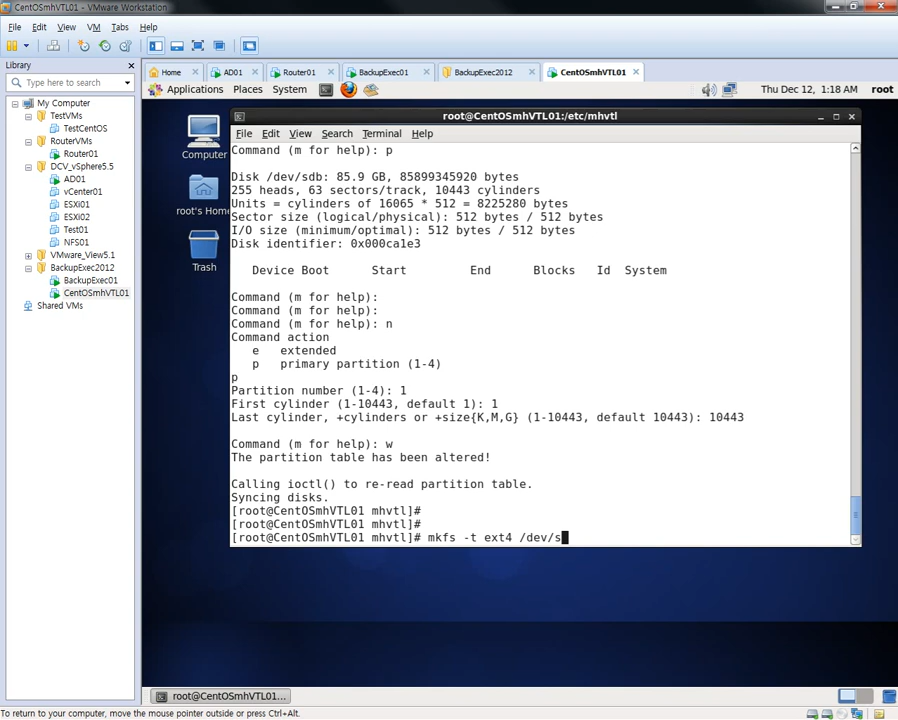 CentOSmhVTL01 - VMware Workstation
File Edit View VM Tabs Help
Library
Type here to search
My Computer
TestVMs
TestCentOS
RouterVMs
Router01
DCV_vSphere5.5
AD01
vCenter01
ESXi01
ESXi02
Test01
NFS01
VMware_View5.1
BackupExec2012
BackupExec01
CentOSmhVTL01
Shared VMs
Home AD01 Router01 BackupExec01 BackupExec2012 CentOSmhVTL01
Applications Places System Thu Dec 12, 1:18 AM root
Computer
root's Hom
Trash
root@CentOSmhVTL01:/etc/mhvtl
File Edit View Search Terminal Help
Command (m for help): p
Disk /dev/sdb: 85.9 GB, 85899345920 bytes
255 heads, 63 sectors/track, 10443 cylinders
Units = cylinders of 16065 * 512 = 8225280 bytes
Sector size (logical/physical): 512 bytes / 512 bytes
I/O size (minimum/optimal): 512 bytes / 512 bytes
Disk identifier: 0x000ca1e3
Device Boot Start End Blocks Id System
Command (m for help):
Command (m for help):
Command (m for help): n
Command action
e extended
p primary partition (1-4)
p
Partition number (1-4): 1
First cylinder (1-10443, default 1): 1
Last cylinder, +cylinders or +size{K,M,G} (1-10443, default 10443): 10443
Command (m for help): w
The partition table has been altered!
Calling ioctl() to re-read partition table.
Syncing disks.
[root@CentOSmhVTL01 mhvtl]#
[root@CentOSmhVTL01 mhvtl]#
[root@CentOSmhVTL01 mhvtl]# mkfs -t ext4 /dev/s
root@CentOSmhVTL01...
To return to your computer, move the mouse pointer outside or press Ctrl+Alt.